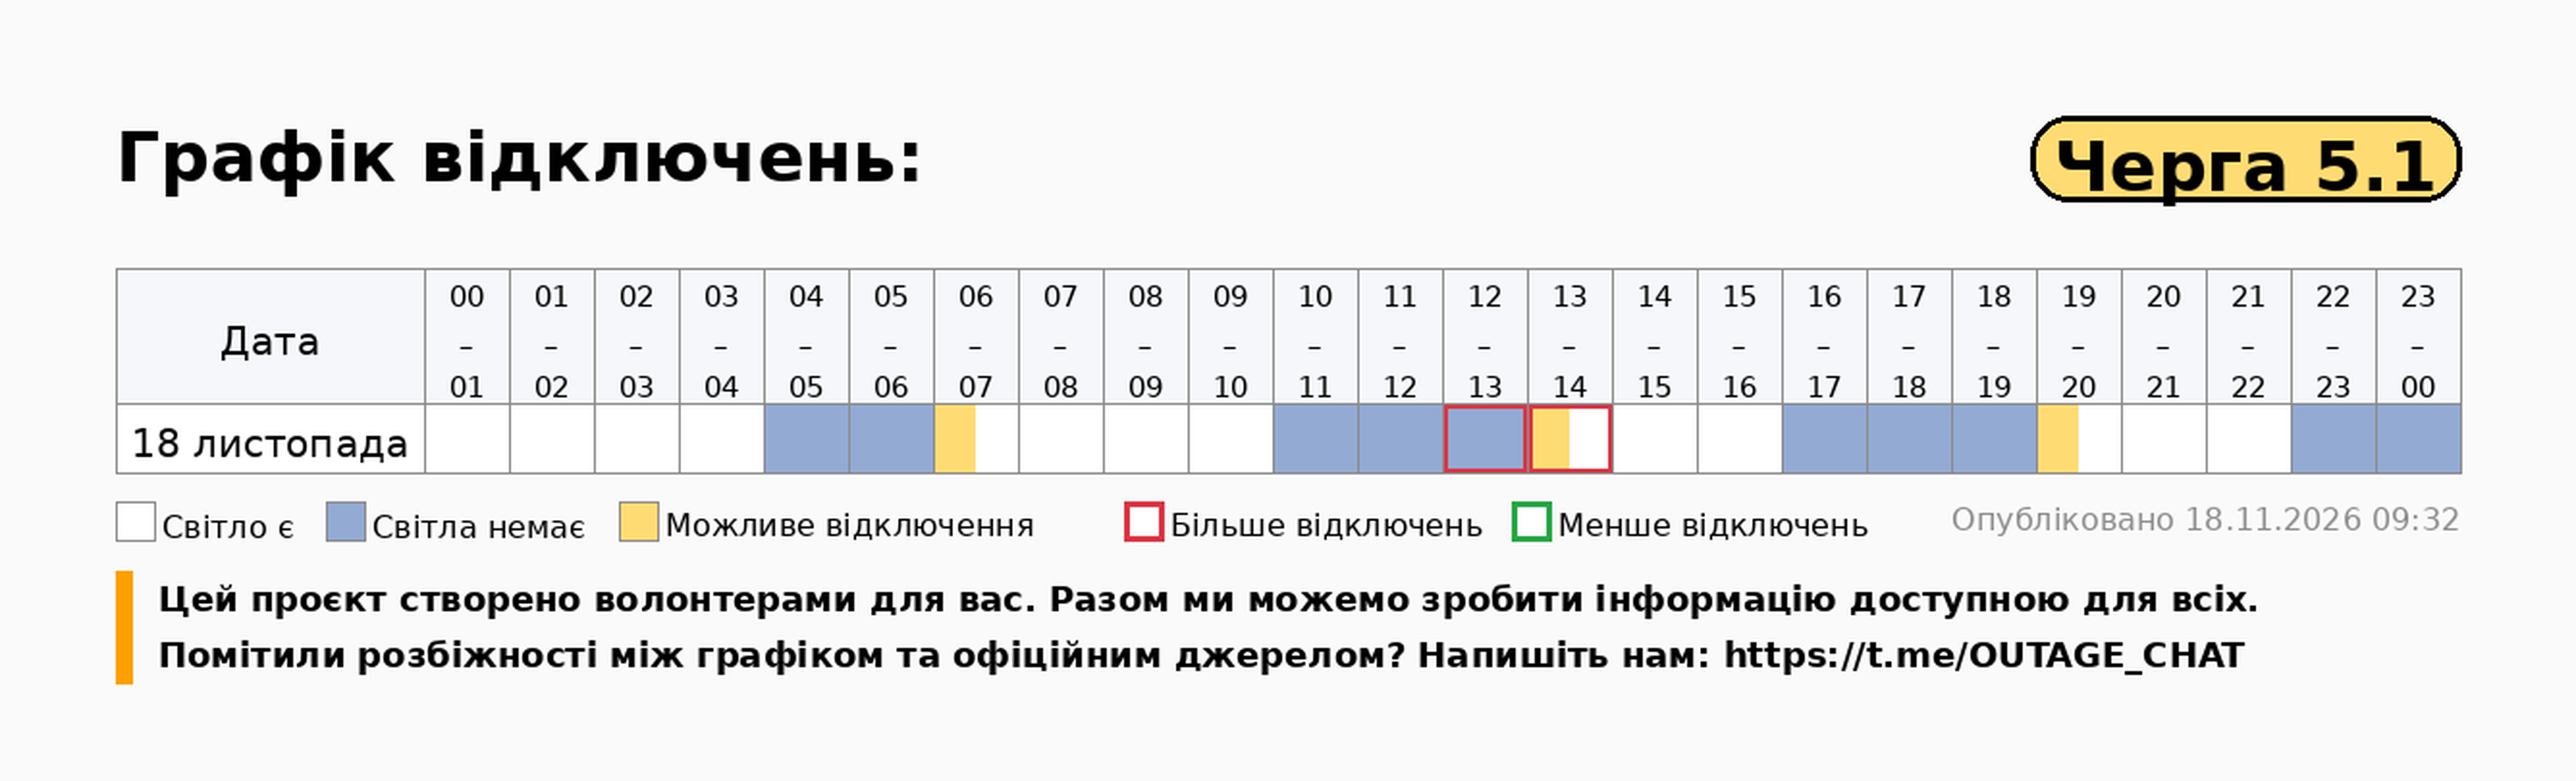 Графік відключень:
Черга 5.1
Дата
00 – 01
01 – 02
02 – 03
03 – 04
04 – 05
05 – 06
06 – 07
07 – 08
08 – 09
09 – 10
10 – 11
11 – 12
12 – 13
13 – 14
14 – 15
15 – 16
16 – 17
17 – 18
18 – 19
19 – 20
20 – 21
21 – 22
22 – 23
23 – 00
18 листопада
Світло є
Світла немає
Можливе відключення
Більше відключень
Менше відключень
Опубліковано 18.11.2026 09:32
Цей проєкт створено волонтерами для вас. Разом ми можемо зробити інформацію доступною для всіх.
Помітили розбіжності між графіком та офіційним джерелом? Напишіть нам: https://t.me/OUTAGE_CHAT